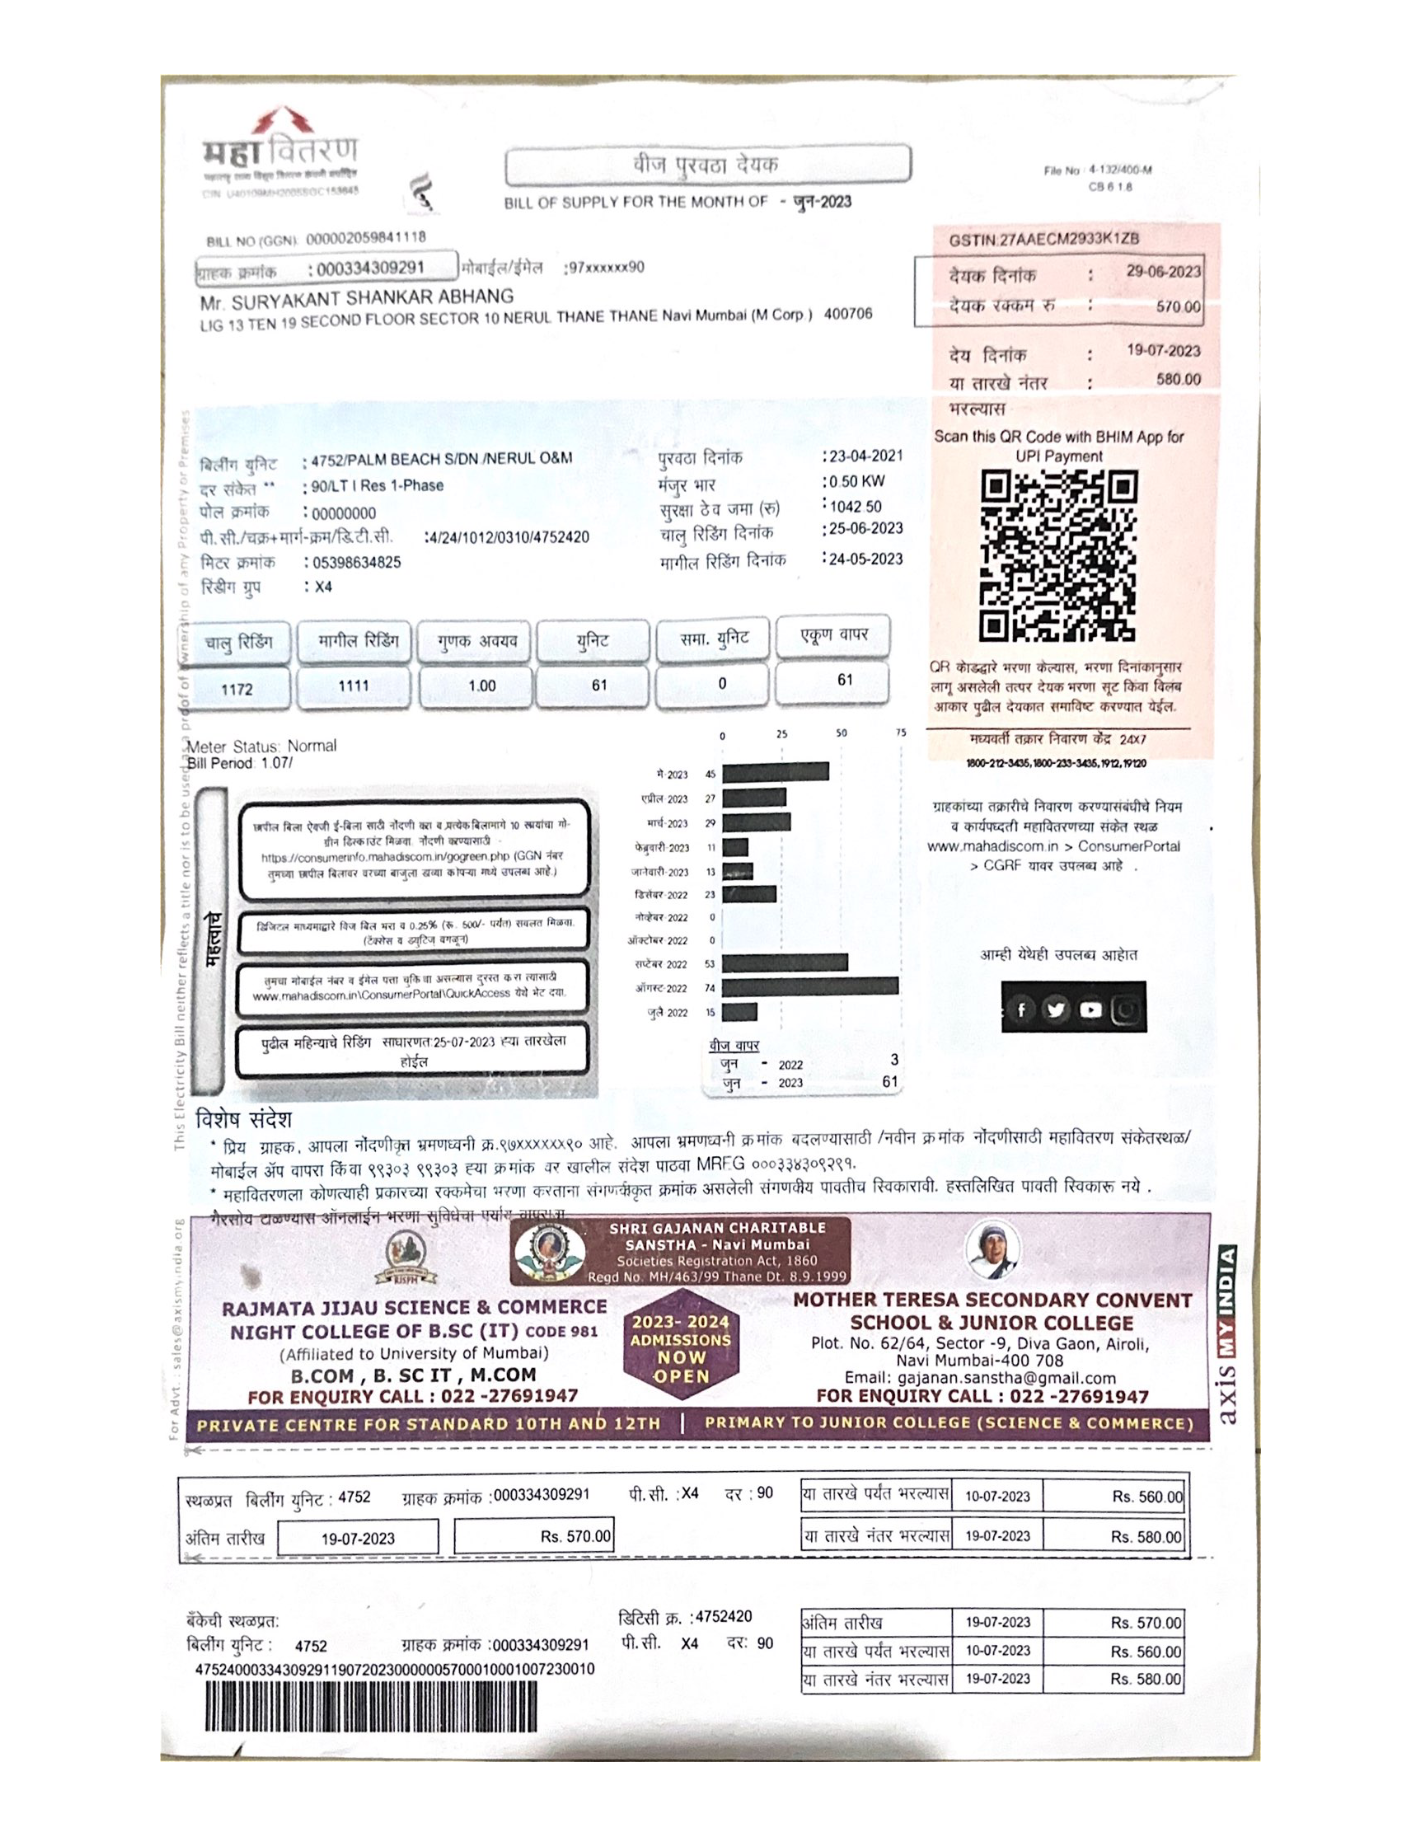 महावितरण
महाराष्ट्र राज्य विद्युत वितरण कंपनी मर्यादित
वीज पुरवठा देयक
BILL OF SUPPLY FOR THE MONTH OF - जुन-2023
File No : 4-132/400-M
CB 6 1 6
BILL NO (GGN) 000002059841118
ग्राहक क्रमांक :000334309291 मोबाईल/ईमेल :97xxxxxx90
Mr. SURYAKANT SHANKAR ABHANG
LIG 13 TEN 19 SECOND FLOOR SECTOR 10 NERUL THANE THANE Navi Mumbai (M Corp ) 400706
GSTIN:27AAECM2933K1ZB
देयक दिनांक : 29-06-2023
देयक रक्कम रु : 570.00
देय दिनांक : 19-07-2023
या तारखे नंतर : 580.00
भरल्यास
Scan this QR Code with BHIM App for
UPI Payment
बिलींग युनिट : 4752/PALM BEACH S/DN /NERUL O&M
दर संकेत ** : 90/LT I Res 1-Phase
पोल क्रमांक : 00000000
पी.सी./चक्र+मार्ग-क्रम/डि.टी.सी. :4/24/1012/0310/4752420
मिटर क्रमांक : 05398634825
रिडींग ग्रुप : X4
पुरवठा दिनांक :23-04-2021
मंजुर भार :0.50 KW
सुरक्षा ठेव जमा (रु) :1042 50
चालु रिडिंग दिनांक :25-06-2023
मागील रिडिंग दिनांक :24-05-2023
चालु रिडिंग मागील रिडिंग गुणक अवयव युनिट समा. युनिट एकूण वापर
1172 1111 1.00 61 0 61
QR कोडद्वारे भरणा केल्यास, भरणा दिनांकानुसार
लागू असलेली तत्पर देयक भरणा सूट किंवा विलंब
आकार पुढील देयकात समाविष्ट करण्यात येईल.
मध्यवर्ती तक्रार निवारण केंद्र 24X7
1800-212-3435,1800-233-3435,1912,19120
Meter Status: Normal
Bill Period: 1.07/
महत्वाचे
छापील बिला ऐवजी ई-बिला साठी नोंदणी करा व प्रत्येक बिलामागे 10 रूपयांचा गो-
ग्रीन डिस्काउंट मिळवा. नोंदणी करण्यासाठी -
https://consumerinfo.mahadiscom.in/gogreen.php (GGN नंबर
तुमच्या छापील बिलावर वरच्या बाजुला डाव्या कोपऱ्या मध्ये उपलब्ध आहे.)
डिजिटल माध्यमाद्वारे विज बिल भरा व 0.25% (रू. 500/- पर्यंत) सवलत मिळवा.
(टॅक्सेस व ड्युटिज वगळून)
तुमचा मोबाईल नंबर व ईमेल पत्ता चुकिचा असल्यास दुरस्त करा त्यासाठी
www.mahadiscom.in\ConsumerPortal\QuickAccess येथे भेट दया.
पुढील महिन्याचे रिडिंग साधारणत:25-07-2023 ह्या तारखेला
होईल
0 25 50 75
मे-2023 45
एप्रील-2023 27
मार्च-2023 29
फेब्रुवारी-2023 11
जानेवारी-2023 13
डिसेंबर-2022 23
नोव्हेंबर-2022 0
ऑक्टोबर 2022 0
सप्टेंबर 2022 53
ऑगस्ट-2022 74
जुलै 2022 15
वीज वापर
जुन - 2022 3
जुन - 2023 61
ग्राहकांच्या तक्रारीचे निवारण करण्यासंबंधीचे नियम
व कार्यपध्दती महावितरणच्या संकेत स्थळ
www.mahadiscom.in > ConsumerPortal
> CGRF यावर उपलब्ध आहे .
आम्ही येथेही उपलब्ध आहोत
This Electricity Bill neither reflects a title nor is to be used as a proof of ownership of any Property or Premises
विशेष संदेश
* प्रिय ग्राहक, आपला नोंदणीकृत भ्रमणध्वनी क्र.९७XXXXXX९० आहे. आपला भ्रमणध्वनी क्रमांक बदलण्यासाठी /नवीन क्रमांक नोंदणीसाठी महावितरण संकेतस्थळ/
मोबाईल ॲप वापरा किंवा ९९३०३ ९९३०३ ह्या क्रमांक वर खालील संदेश पाठवा MREG ०००३३४३०९२९१.
* महावितरणला कोणत्याही प्रकारच्या रक्कमेचा भरणा करताना संगणकीकृत क्रमांक असलेली संगणकीय पावतीच स्विकारावी. हस्तलिखित पावती स्विकारू नये .
गैरसोय टाळण्यास ऑनलाईन भरणा सुविधेचा पर्याय वापरावा
For Advt. : sales@axismyindia.org
RJSPM
SHRI GAJANAN CHARITABLE
SANSTHA - Navi Mumbai
Societies Registration Act, 1860
Regd No. MH/463/99 Thane Dt. 8.9.1999
RAJMATA JIJAU SCIENCE & COMMERCE
NIGHT COLLEGE OF B.SC (IT) CODE 981
(Affiliated to University of Mumbai)
B.COM , B. SC IT , M.COM
FOR ENQUIRY CALL : 022 -27691947
2023- 2024
ADMISSIONS
NOW
OPEN
MOTHER TERESA SECONDARY CONVENT
SCHOOL & JUNIOR COLLEGE
Plot. No. 62/64, Sector -9, Diva Gaon, Airoli,
Navi Mumbai-400 708
Email: gajanan.sanstha@gmail.com
FOR ENQUIRY CALL : 022 -27691947
PRIVATE CENTRE FOR STANDARD 10TH AND 12TH | PRIMARY TO JUNIOR COLLEGE (SCIENCE & COMMERCE)
axis MY INDIA
स्थळप्रत बिलींग युनिट : 4752 ग्राहक क्रमांक :000334309291 पी.सी. :X4 दर : 90
या तारखे पर्यंत भरल्यास 10-07-2023 Rs. 560.00
अंतिम तारीख 19-07-2023 Rs. 570.00
या तारखे नंतर भरल्यास 19-07-2023 Rs. 580.00
बँकेची स्थळप्रत:
डिटिसी क्र. :4752420
बिलींग युनिट : 4752 ग्राहक क्रमांक :000334309291 पी.सी. X4 दर: 90
4752400033430929119072023000000570001000​1007230010
अंतिम तारीख 19-07-2023 Rs. 570.00
या तारखे पर्यंत भरल्यास 10-07-2023 Rs. 560.00
या तारखे नंतर भरल्यास 19-07-2023 Rs. 580.00